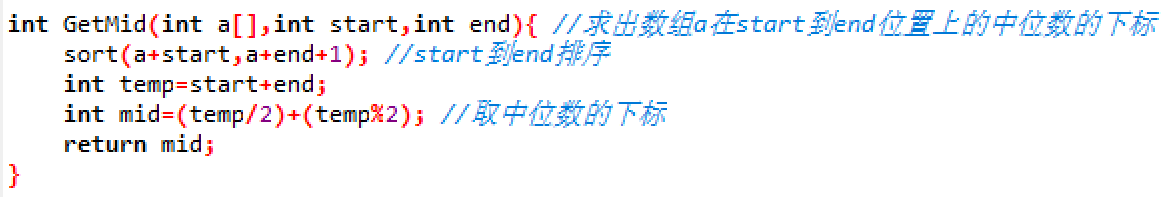 int GetMid(int a[],int start,int end){ //求出数组a在start到end位置上的中位数的下标
    sort(a+start,a+end+1); //start到end排序
    int temp=start+end;
    int mid=(temp/2)+(temp%2); //取中位数的下标
    return mid;
}